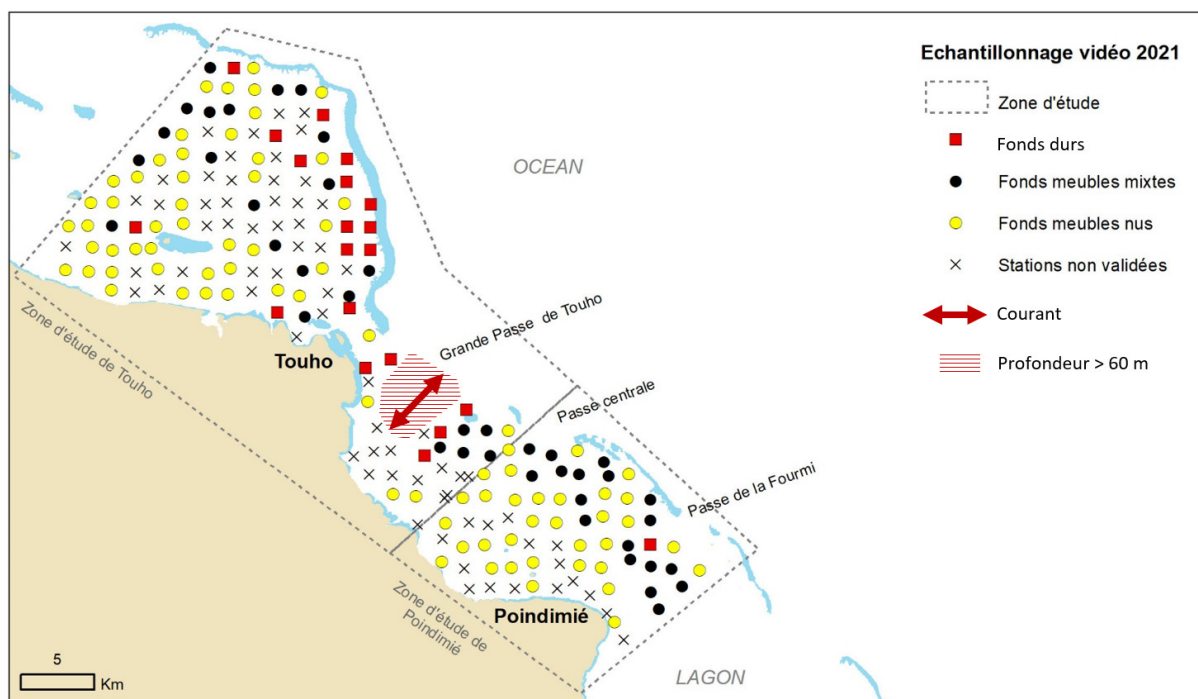 Echantillonnage vidéo 2021
Zone d'étude
Fonds durs
Fonds meubles mixtes
Fonds meubles nus
Stations non validées
Courant
Profondeur > 60 m
OCEAN
Grande Passe de Touho
Zone d'étude de Touho
Touho
Passe centrale
Passe de la Fourmi
Zone d'étude de
Poindimié
Poindimié
LAGON
5
Km